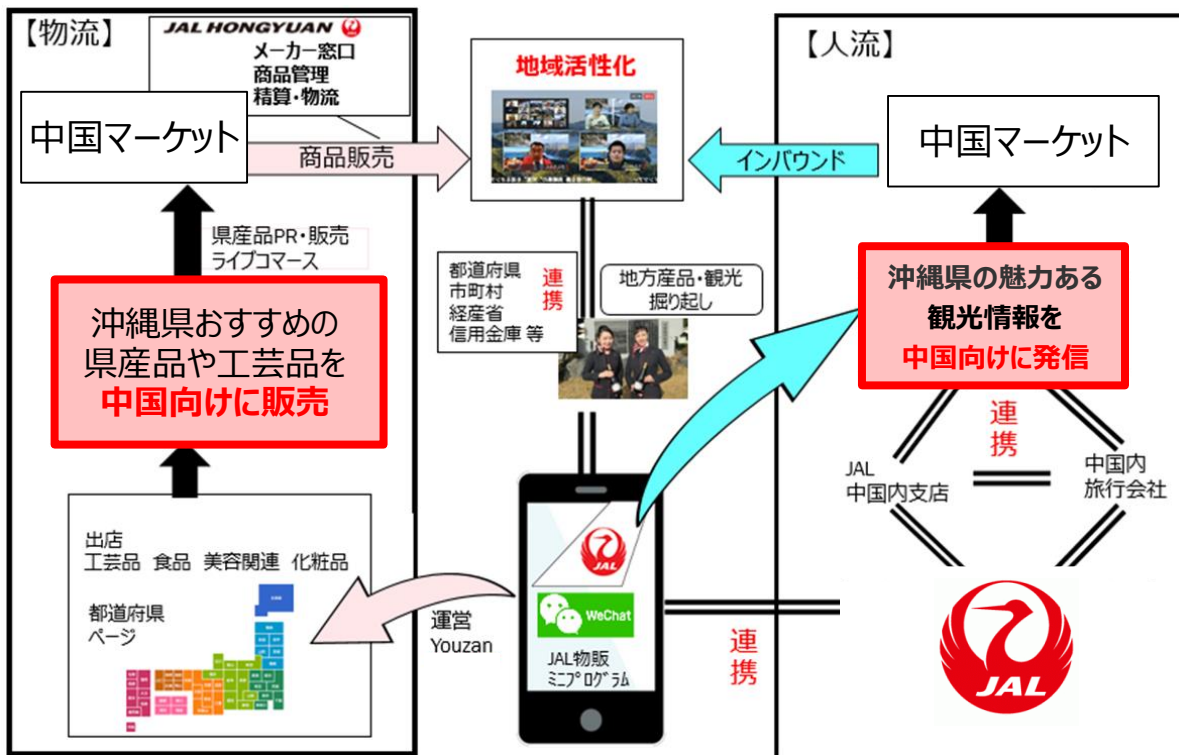 【物流】
JAL HONGYUAN
メーカー窓口
商品管理
精算・物流
中国マーケット
商品販売
県産品PR・販売
ライブコマース
沖縄県おすすめの
県産品や工芸品を
中国向けに販売
出店
工芸品 食品 美容関連 化粧品
都道府県
ページ
運営
Youzan
地域活性化
都道府県
市町村
経産省
信用金庫 等
連携
地方産品・観光
掘り起し
JAL
WeChat
JAL物販
ミニプログラム
連携
【人流】
インバウンド
中国マーケット
沖縄県の魅力ある
観光情報を
中国向けに発信
連携
JAL
中国内支店
中国内
旅行会社
JAL